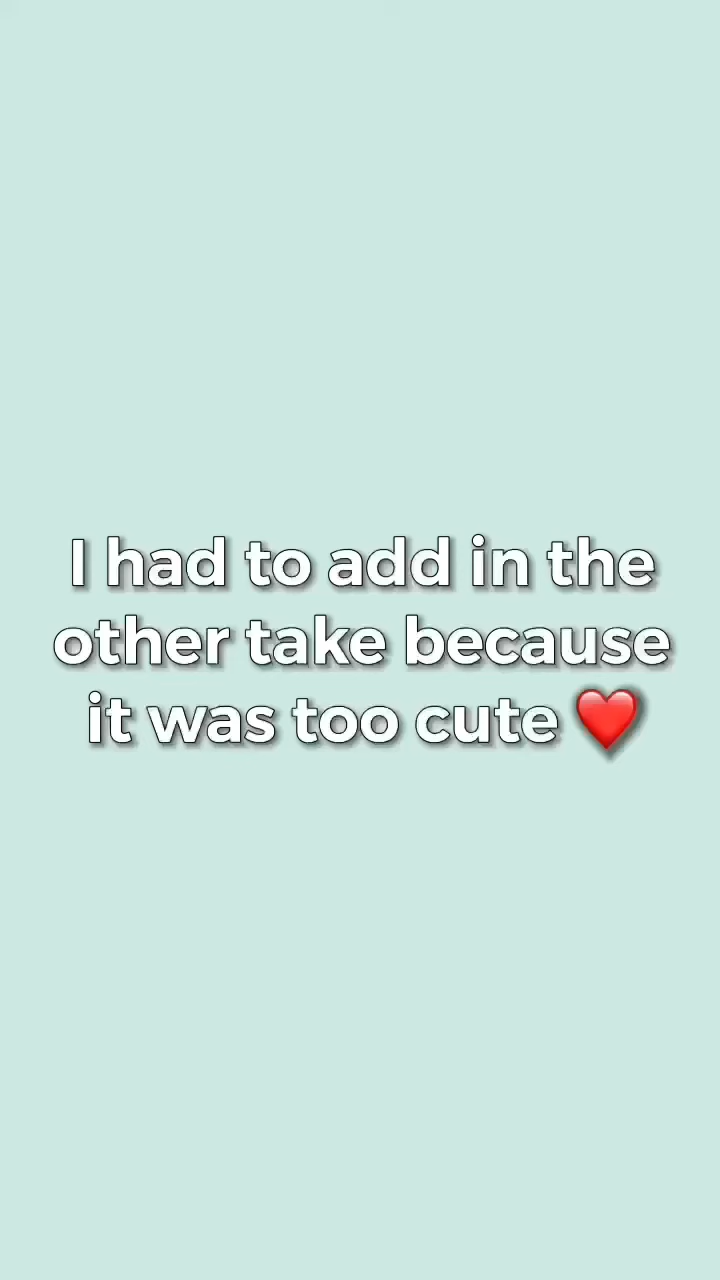 I had to add in the
other take because
it was too cute ❤️